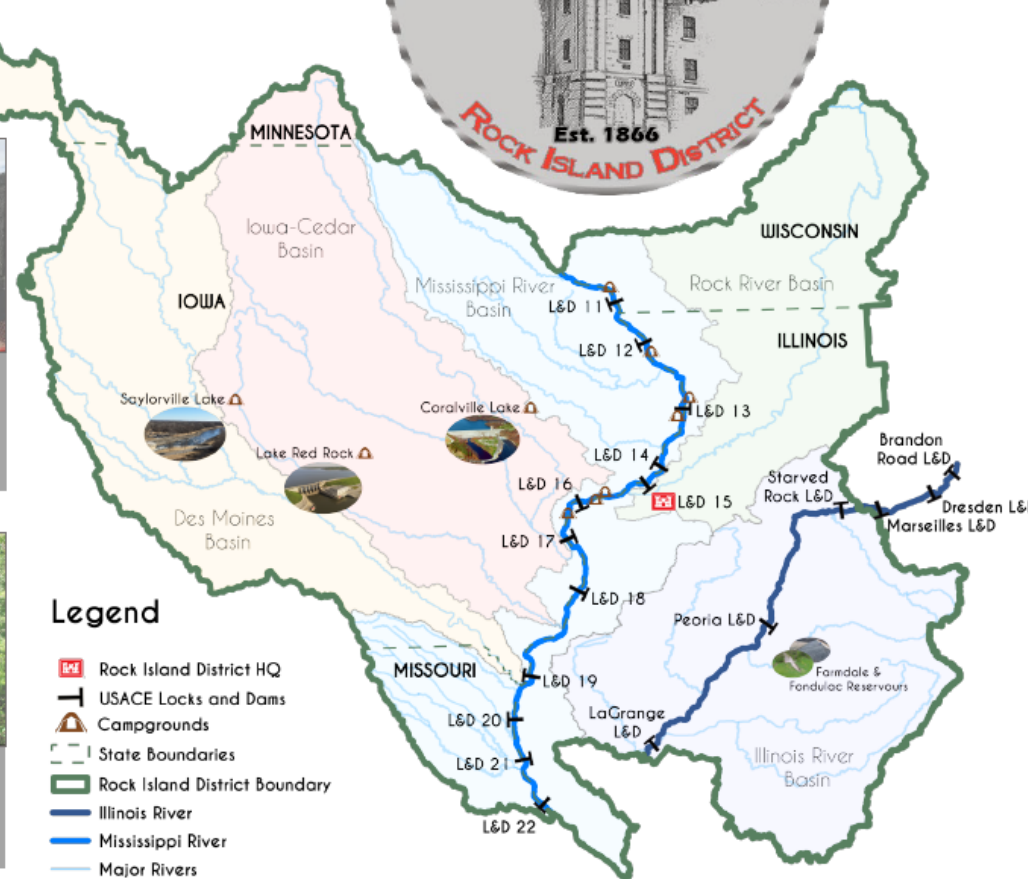 Est. 1866
ROCK ISLAND DISTRICT
MINNESOTA
Iowa-Cedar
Basin
WISCONSIN
Mississippi River
Basin
Rock River Basin
IOWA
L&D 11
ILLINOIS
L&D 12
Saylorville Lake
Coralville Lake
L&D 13
Lake Red Rock
L&D 14
Brandon
Road L&D
Starved
Rock L&D
L&D 16
L&D 15
Dresden L&
Marseilles L&D
Des Moines
Basin
L&D 17
L&D 18
Peoria L&D
Farmdale &
Fondulac Reservours
MISSOURI
L&D 19
LaGrange
L&D
L&D 20
L&D 21
Illinois River
Basin
L&D 22
Legend
Rock Island District HQ
USACE Locks and Dams
Campgrounds
State Boundaries
Rock Island District Boundary
Illinois River
Mississippi River
Major Rivers